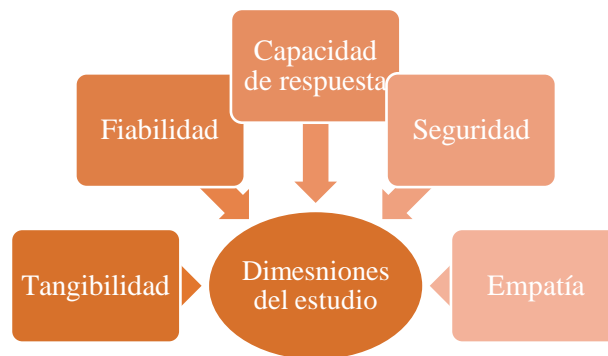 Capacidad
de respuesta
Fiabilidad
Seguridad
Tangibilidad
Dimesniones
del estudio
Empatía